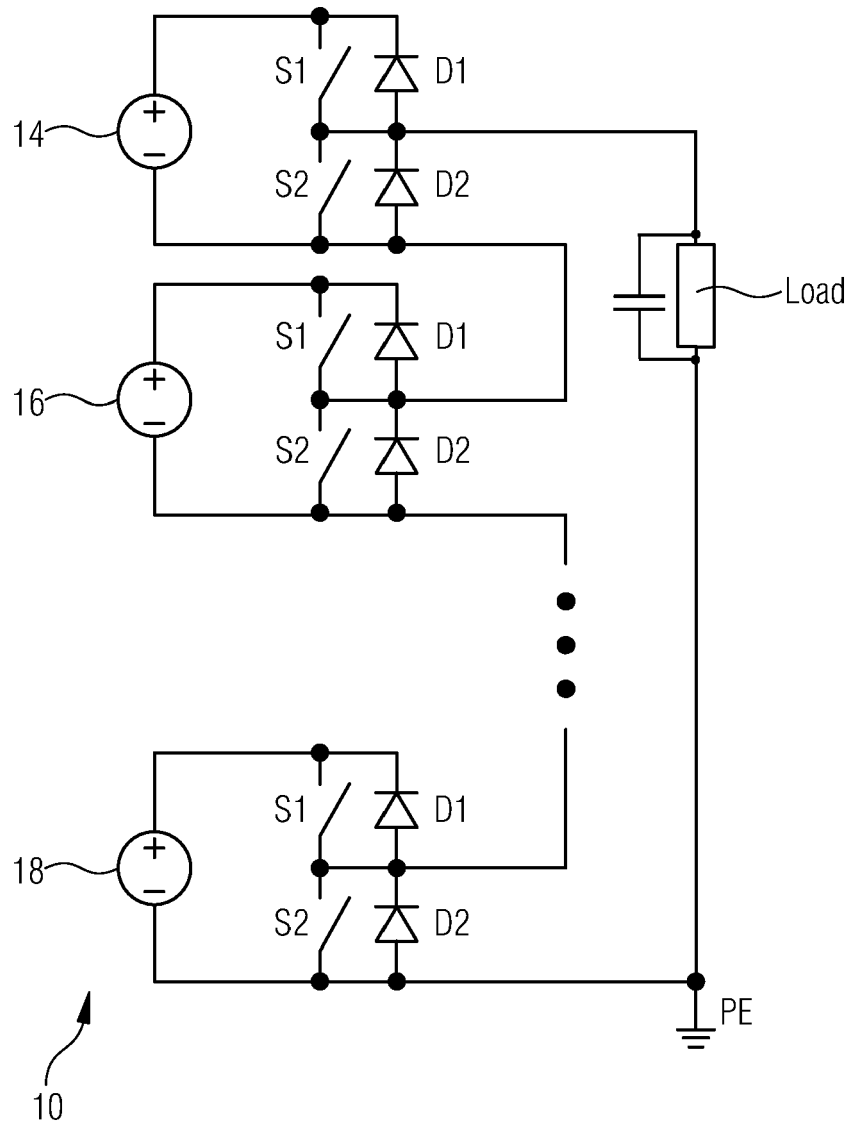 S1 D1
14 + −
S2 D2
Load
S1 D1
16 + −
S2 D2
S1 D1
18 + −
S2 D2
PE
10